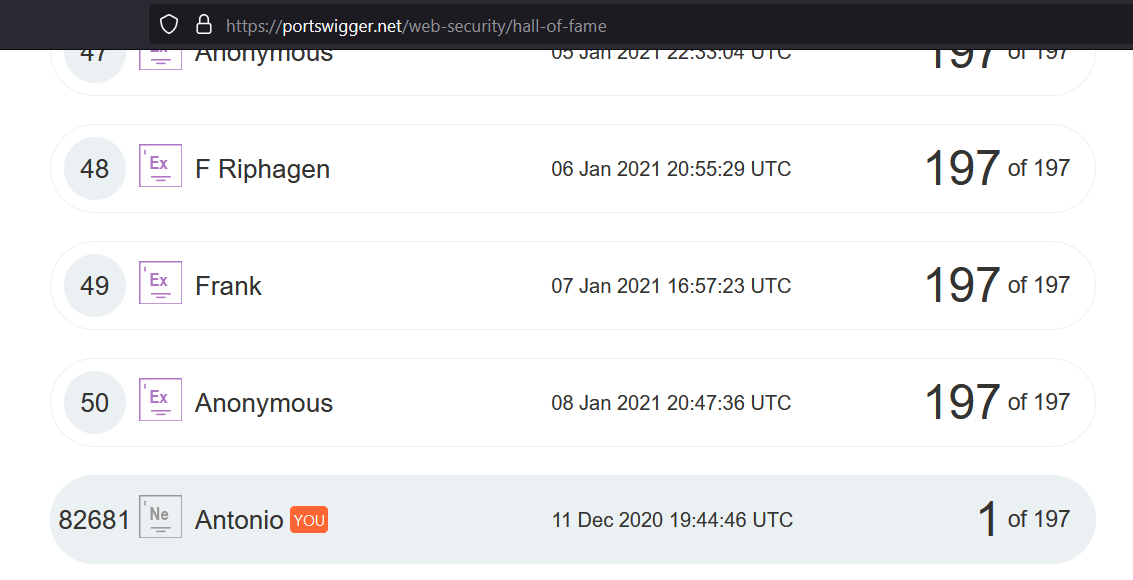 https://portswigger.net/web-security/hall-of-fame
47 Ex Anonymous 05 Jan 2021 22:33:04 UTC 197 of 197
48 Ex F Riphagen 06 Jan 2021 20:55:29 UTC 197 of 197
49 Ex Frank 07 Jan 2021 16:57:23 UTC 197 of 197
50 Ex Anonymous 08 Jan 2021 20:47:36 UTC 197 of 197
82681 Ne Antonio YOU 11 Dec 2020 19:44:46 UTC 1 of 197